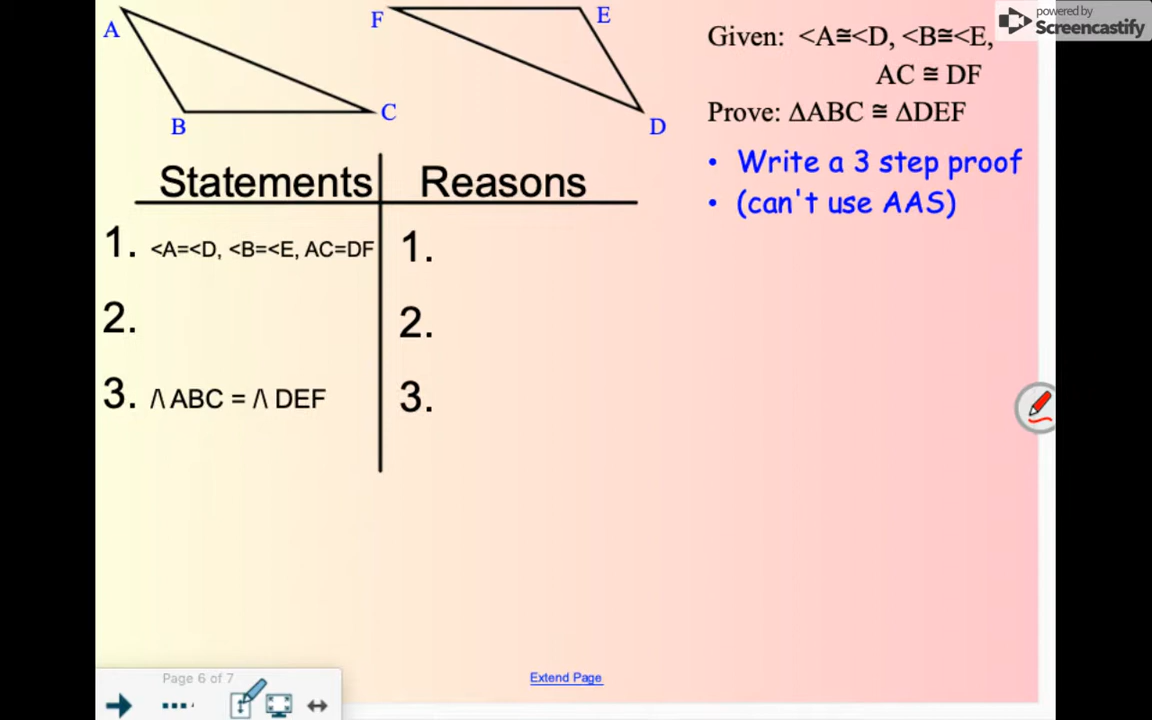 A
F
E
powered by
Screencastify
Given: <A≅<D, <B≅<E,
AC ≅ DF
Prove: ΔABC ≅ ΔDEF
B
C
D
• Write a 3 step proof
• (can't use AAS)
Statements Reasons
1. <A=<D, <B=<E, AC=DF 1.
2. 2.
3. /\ ABC = /\ DEF 3.
Page 6 of 7
Extend Page